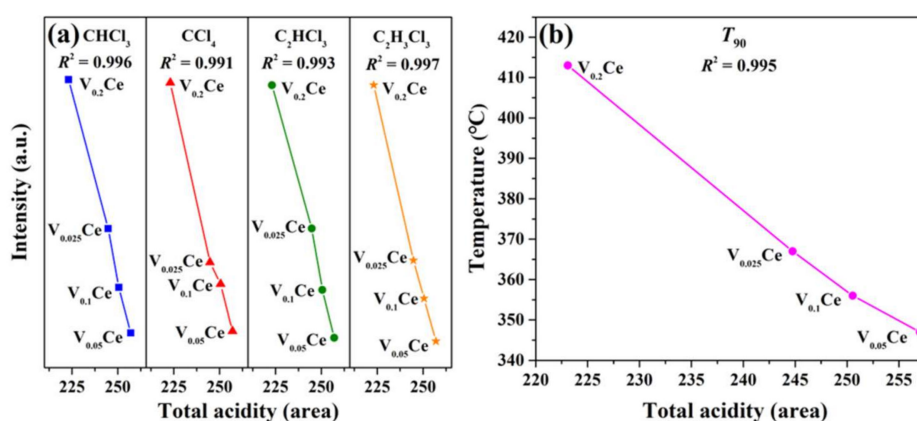 (a)
CHCl₃
R² = 0.996
V₀.₂Ce
V₀.₀₂₅Ce
V₀.₁Ce
V₀.₀₅Ce
CCl₄
R² = 0.991
V₀.₂Ce
V₀.₀₂₅Ce
V₀.₁Ce
V₀.₀₅Ce
C₂HCl₃
R² = 0.993
V₀.₂Ce
V₀.₀₂₅Ce
V₀.₁Ce
V₀.₀₅Ce
C₂H₃Cl₃
R² = 0.997
V₀.₂Ce
V₀.₀₂₅Ce
V₀.₁Ce
V₀.₀₅Ce
Intensity (a.u.)
225 250 225 250 225 250 225 250
Total acidity (area)
(b)
T₉₀
R² = 0.995
V₀.₂Ce
V₀.₀₂₅Ce
V₀.₁Ce
V₀.₀₅Ce
Temperature (°C)
420
410
400
390
380
370
360
350
340
220 225 230 235 240 245 250 255
Total acidity (area)